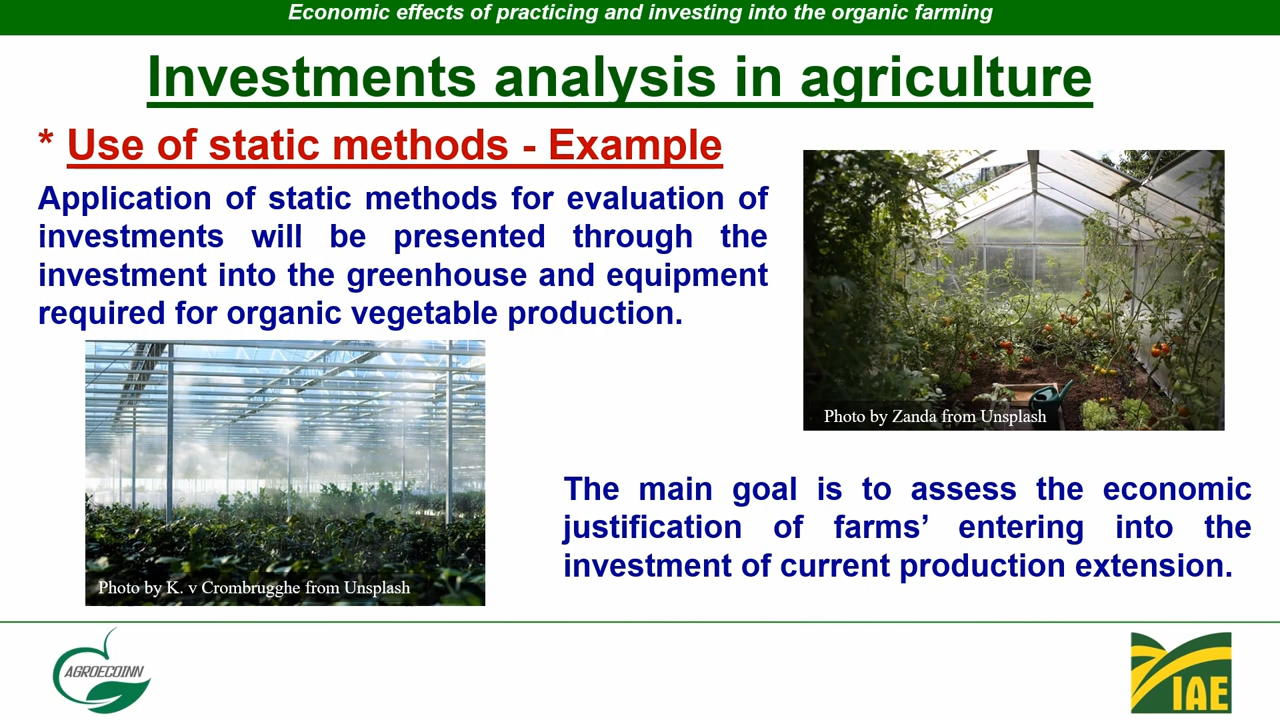 Economic effects of practicing and investing into the organic farming
Investments analysis in agriculture
* Use of static methods - Example
Application of static methods for evaluation of
investments will be presented through the
investment into the greenhouse and equipment
required for organic vegetable production.
Photo by Zanda from Unsplash
Photo by K. v Crombrugghe from Unsplash
The main goal is to assess the economic
justification of farms’ entering into the
investment of current production extension.
AGROECOINN
IAE